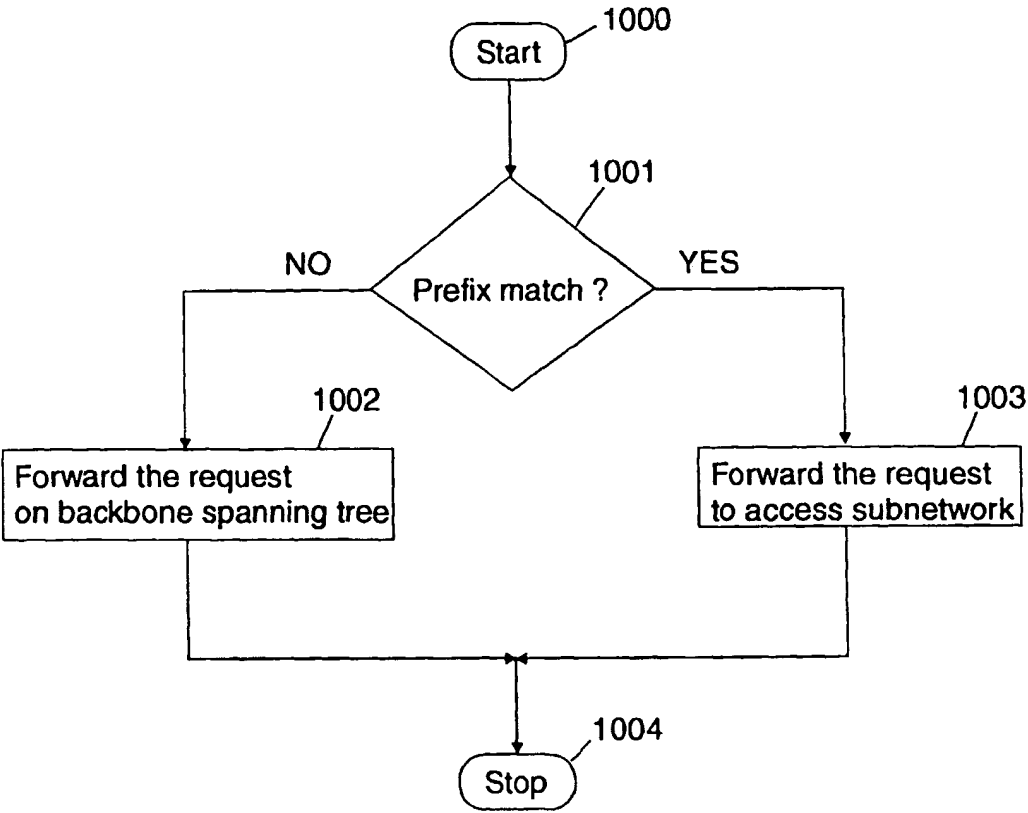 1000
Start
1001
NO
YES
Prefix match ?
1002
1003
Forward the request
on backbone spanning tree
Forward the request
to access subnetwork
1004
Stop